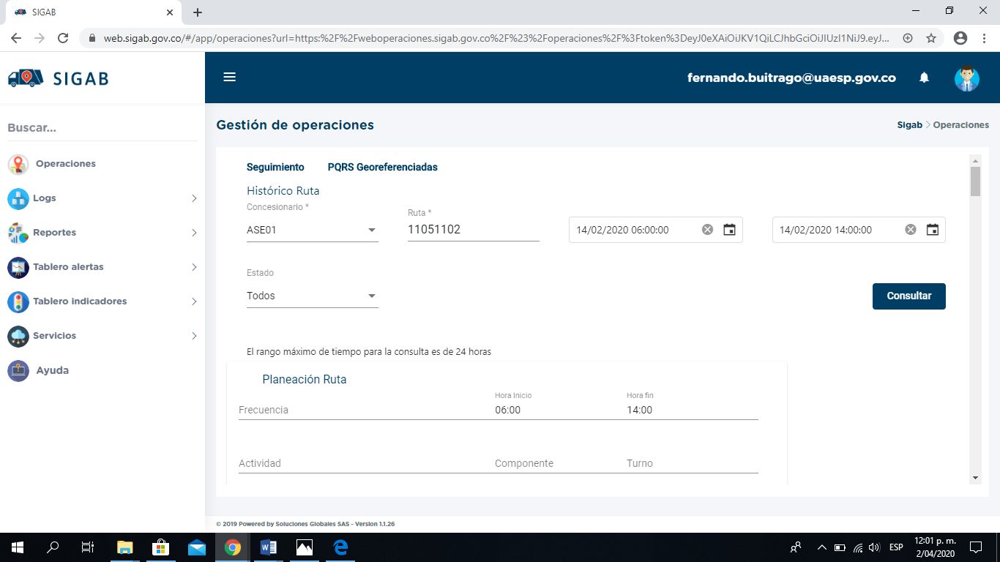 SIGAB
web.sigab.gov.co/#/app/operaciones?url=https:%2F%2Fweboperaciones.sigab.gov.co%2F%23%2Foperaciones%2F%3Ftoken%3DeyJ0eXAiOiJKV1QiLCJhbGciOiJIUzI1NiJ9.eyJ...
SIGAB
fernando.buitrago@uaesp.gov.co
Buscar...
Operaciones
Logs
Reportes
Tablero alertas
Tablero indicadores
Servicios
Ayuda
Gestión de operaciones
Sigab > Operaciones
Seguimiento PQRS Georeferenciadas
Histórico Ruta
Concesionario * Ruta *
ASE01 11051102 14/02/2020 06:00:00 14/02/2020 14:00:00
Estado
Todos Consultar
El rango máximo de tiempo para la consulta es de 24 horas
Planeación Ruta
Hora Inicio Hora fin
Frecuencia 06:00 14:00
Actividad Componente Turno
© 2019 Powered by Soluciones Globales SAS - Version 1.1.26
ESP 12:01 p. m.
2/04/2020